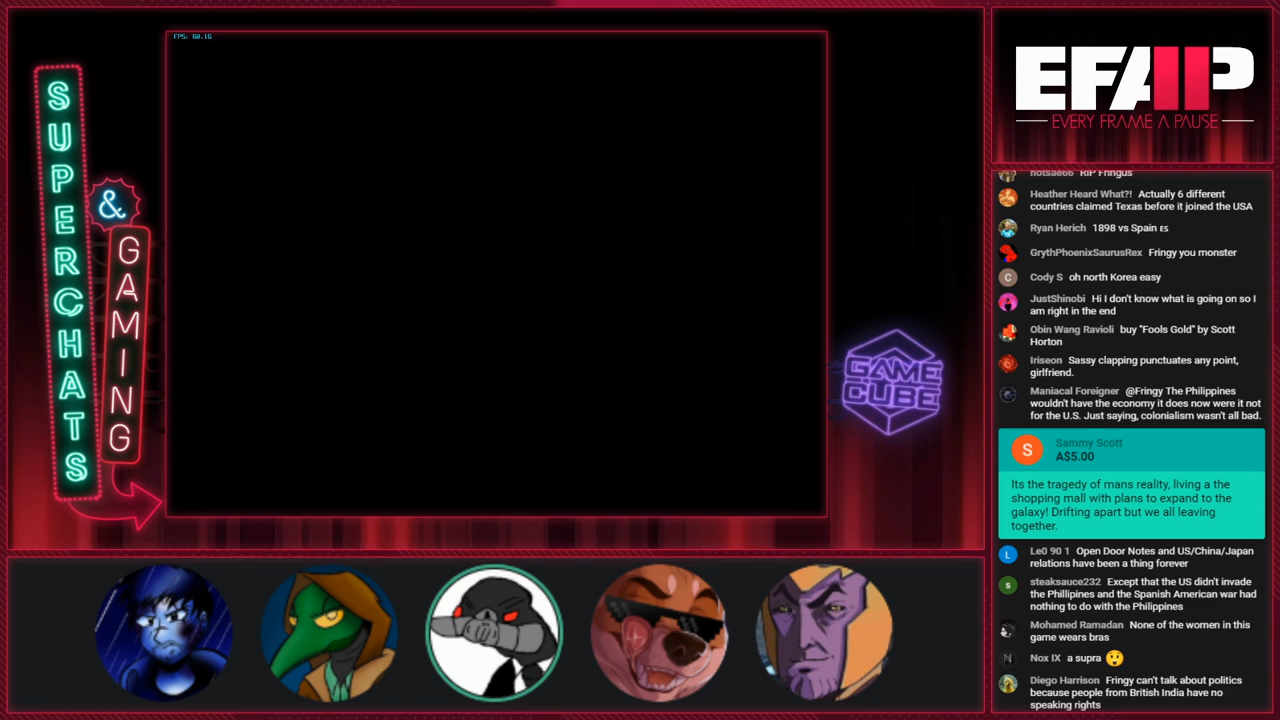 FPS: 60.16
SUPERCHATS
&
GAMING
GAME
CUBE
EFAP
EVERY FRAME A PAUSE
notsae66 RIP Fringus
Heather Heard What?! Actually 6 different
countries claimed Texas before it joined the USA
Ryan Herich 1898 vs Spain ES
GrythPhoenixSaurusRex Fringy you monster
C
Cody S oh north Korea easy
JustShinobi Hi I don't know what is going on so I
am right in the end
Obin Wang Ravioli buy "Fools Gold" by Scott
Horton
Iriseon Sassy clapping punctuates any point,
girlfriend.
Maniacal Foreigner @Fringy The Philippines
wouldn't have the economy it does now were it not
for the U.S. Just saying, colonialism wasn't all bad.
S
Sammy Scott
A$5.00
Its the tragedy of mans reality, living a the
shopping mall with plans to expand to the
galaxy! Drifting apart but we all leaving
together.
L
Le0 90 1 Open Door Notes and US/China/Japan
relations have been a thing forever
s
steaksauce232 Except that the US didn't invade
the Phillipines and the Spanish American war had
nothing to do with the Philippines
Mohamed Ramadan None of the women in this
game wears bras
N
Nox IX a supra 😲
Diego Harrison Fringy can't talk about politics
because people from British India have no
speaking rights